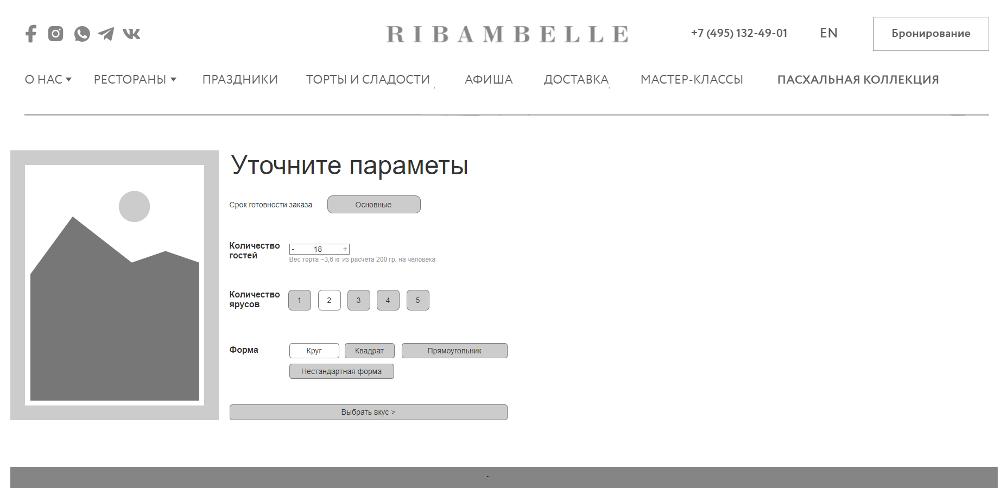 RIBAMBELLE
+7 (495) 132-49-01
EN
Бронирование
О НАС
РЕСТОРАНЫ
ПРАЗДНИКИ
ТОРТЫ И СЛАДОСТИ
АФИША
ДОСТАВКА
МАСТЕР-КЛАССЫ
ПАСХАЛЬНАЯ КОЛЛЕКЦИЯ
Уточните параметы
Срок готовности заказа
Основные
Количество
гостей
- 18 +
Вес торта ~3,6 кг из расчета 200 гр. на человека
Количество
ярусов
1 2 3 4 5
Форма
Круг
Квадрат
Прямоугольник
Нестандартная форма
Выбрать вкус >